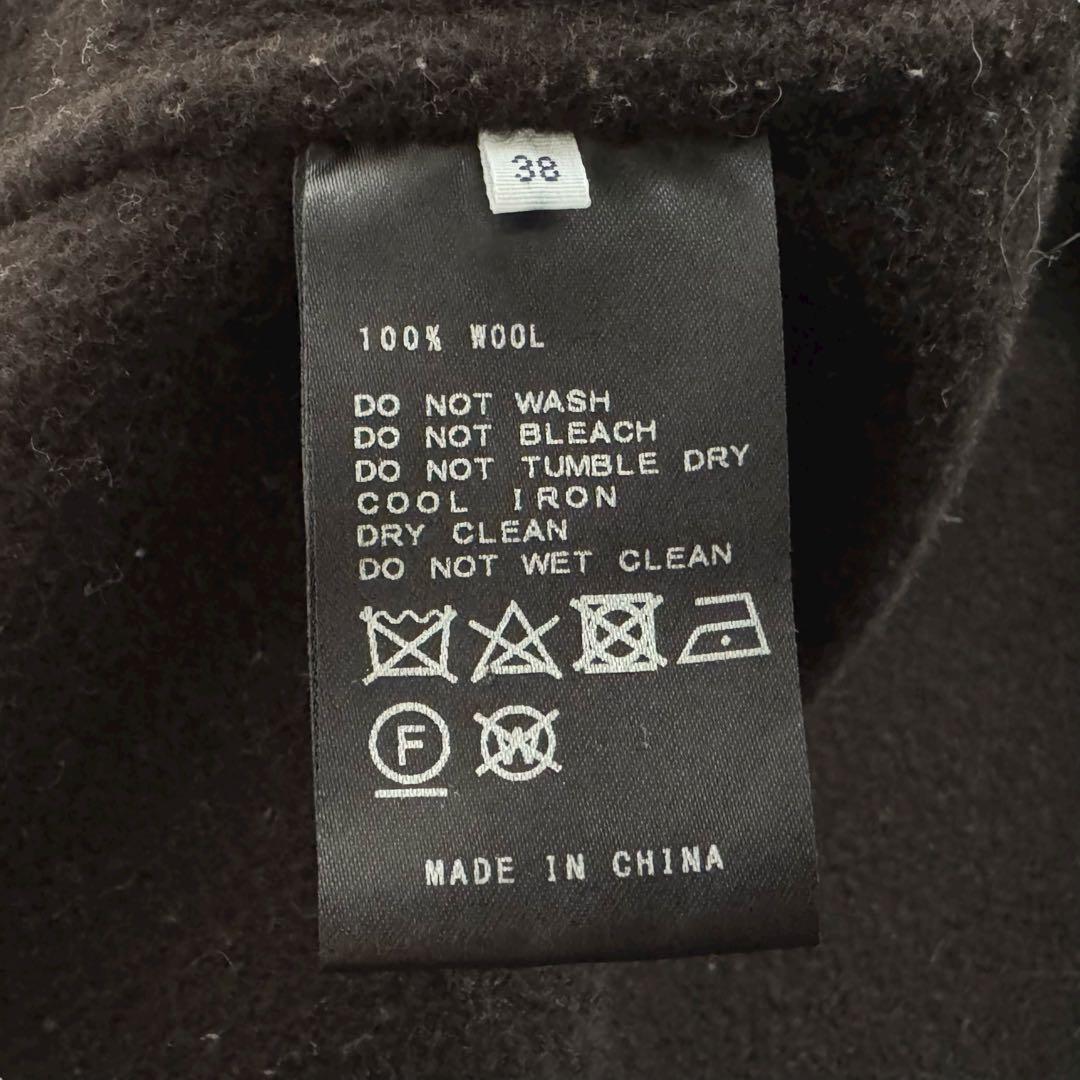 38
100% WOOL
DO NOT WASH
DO NOT BLEACH
DO NOT TUMBLE DRY
COOL IRON
DRY CLEAN
DO NOT WET CLEAN
F W
MADE IN CHINA